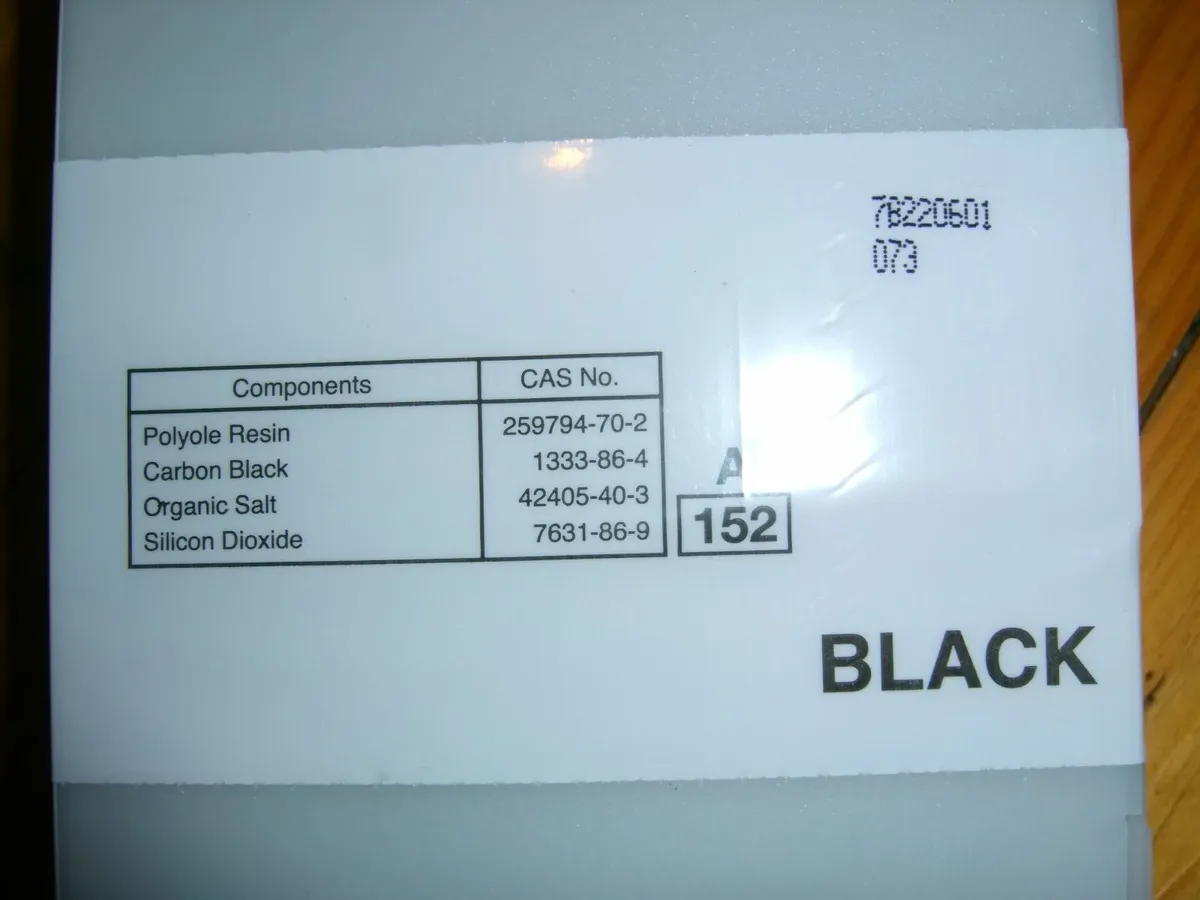 7B220601
073
Components CAS No.
Polyole Resin 259794-70-2
Carbon Black 1333-86-4
Organic Salt 42405-40-3
Silicon Dioxide 7631-86-9
152
BLACK